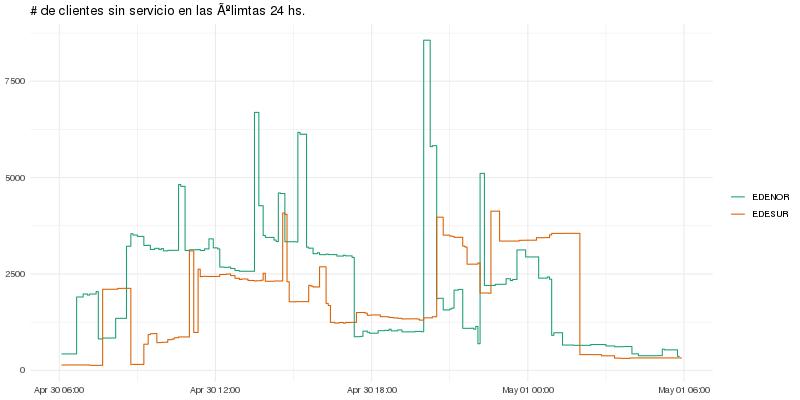 # de clientes sin servicio en las Ãºlimtas 24 hs.
7500
5000
2500
0
Apr 30 06:00
Apr 30 12:00
Apr 30 18:00
May 01 00:00
May 01 06:00
EDENOR
EDESUR